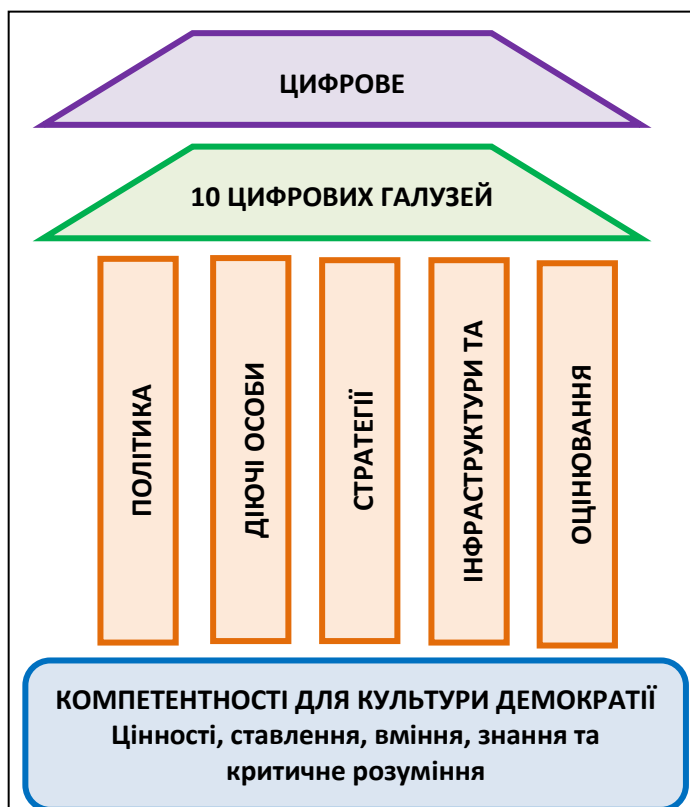 ЦИФРОВЕ
10 ЦИФРОВИХ ГАЛУЗЕЙ
ПОЛІТИКА
ДІЮЧІ ОСОБИ
СТРАТЕГІЇ
ІНФРАСТРУКТУРИ ТА
ОЦІНЮВАННЯ
КОМПЕТЕНТНОСТІ ДЛЯ КУЛЬТУРИ ДЕМОКРАТІЇ
Цінності, ставлення, вміння, знання та
критичне розуміння